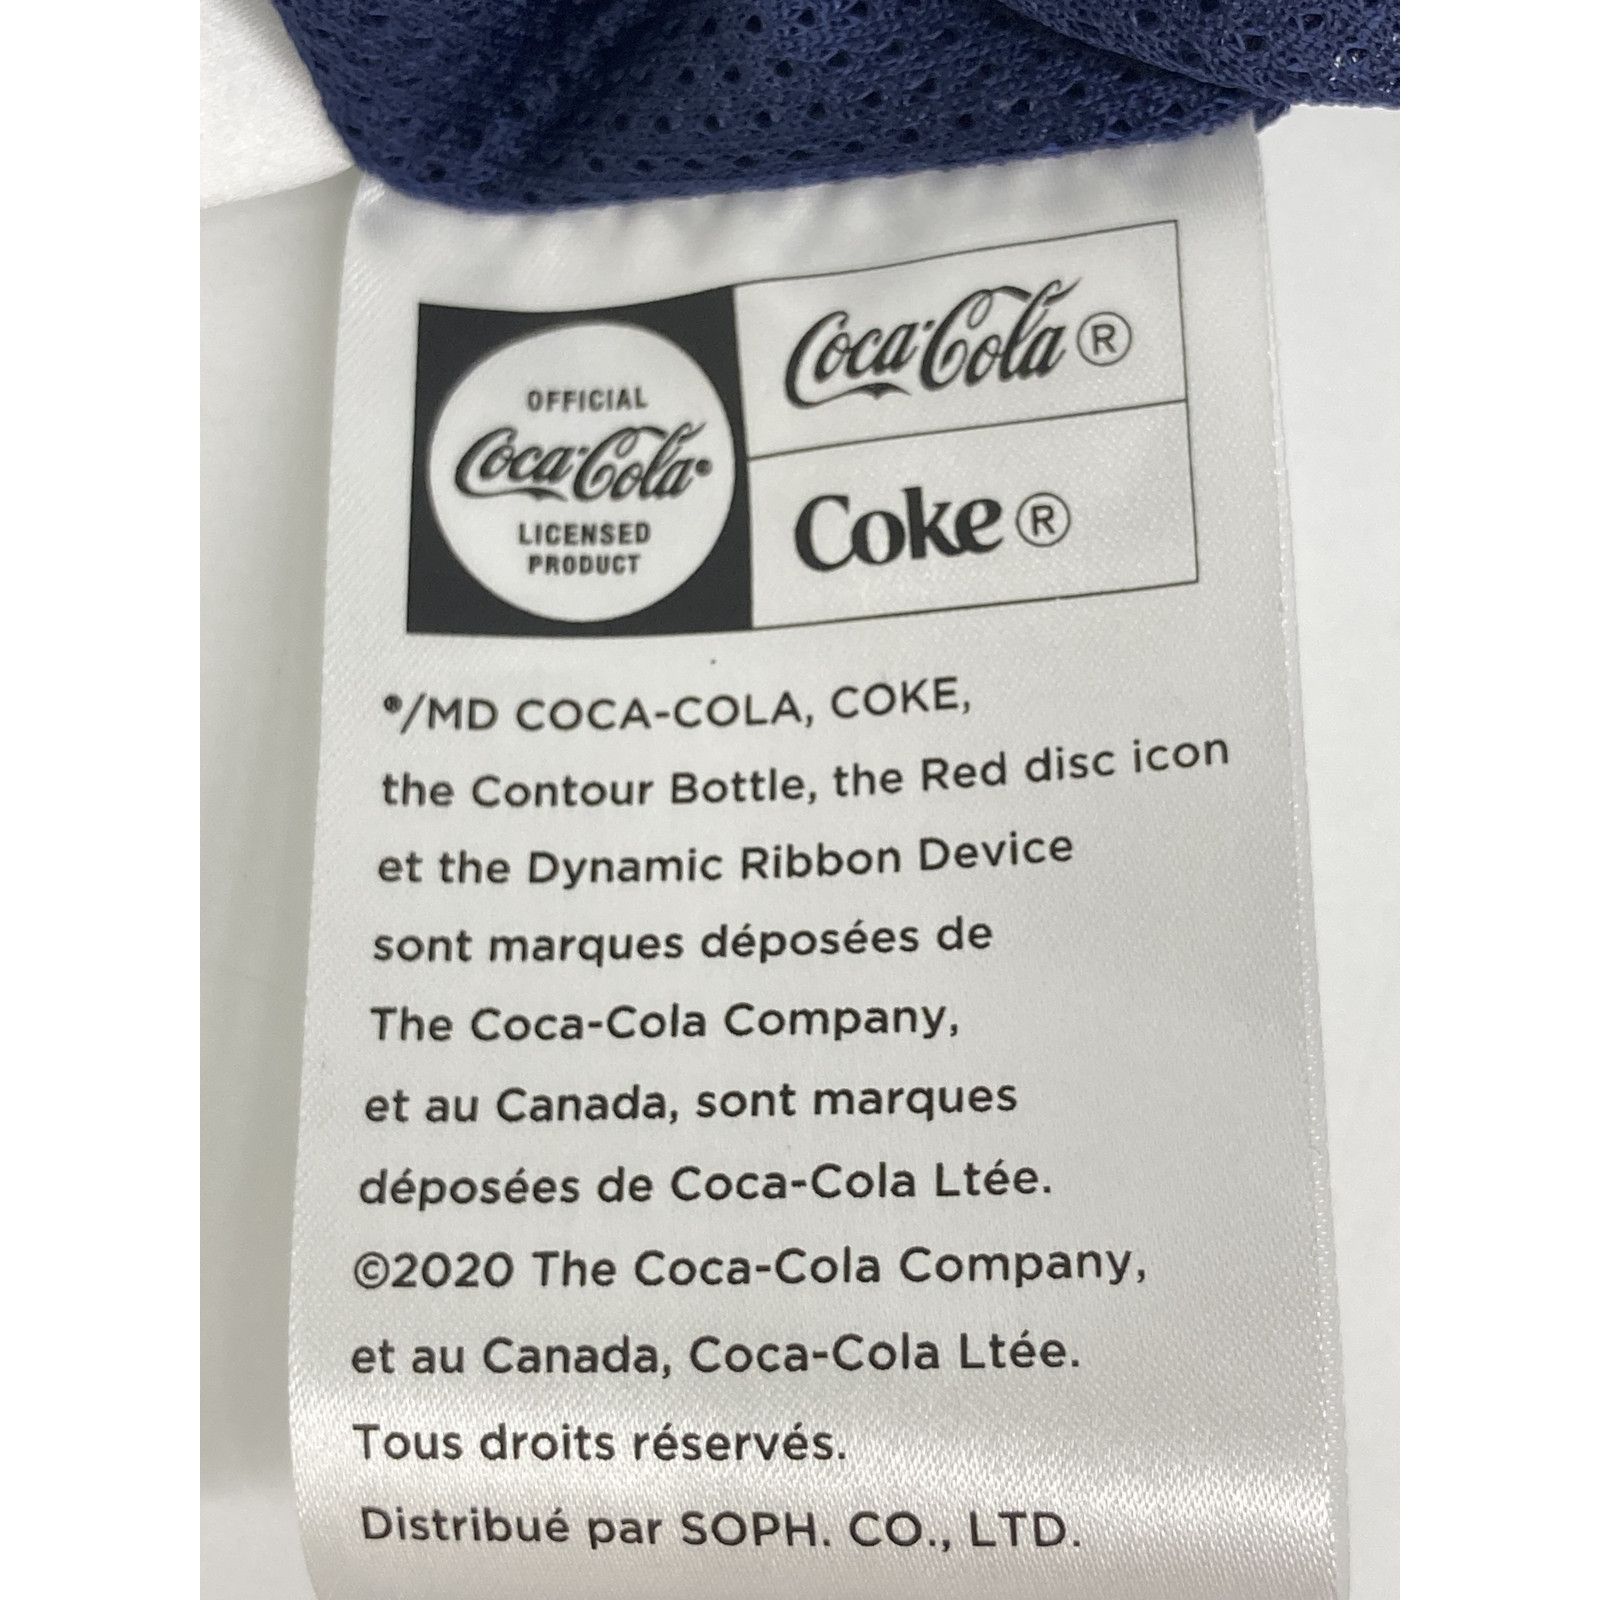 OFFICIAL
Coca-Cola®
LICENSED
PRODUCT
Coca-Cola®
Coke®
®/MD COCA-COLA, COKE,
the Contour Bottle, the Red disc icon
et the Dynamic Ribbon Device
sont marques déposées de
The Coca-Cola Company,
et au Canada, sont marques
déposées de Coca-Cola Ltée.
©2020 The Coca-Cola Company,
et au Canada, Coca-Cola Ltée.
Tous droits réservés.
Distribué par SOPH. CO., LTD.